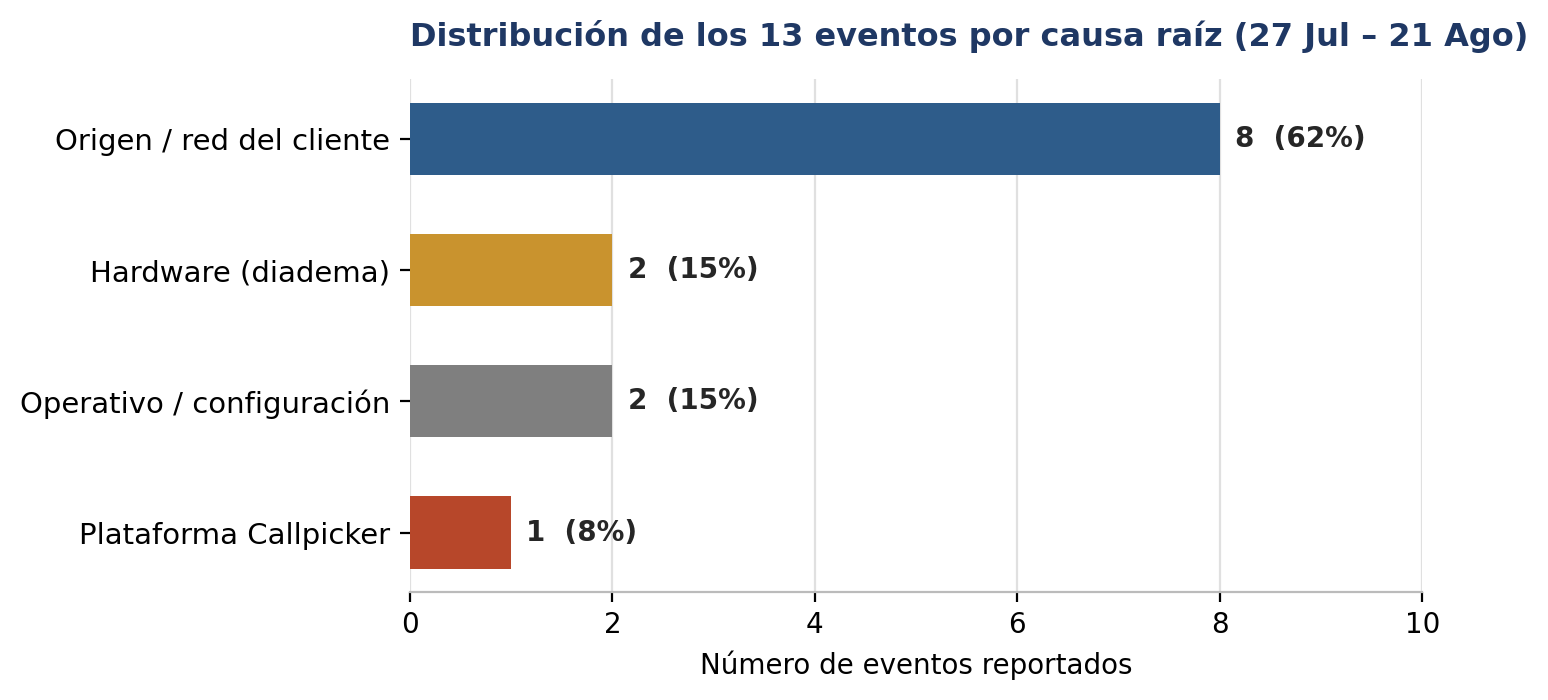 Distribución de los 13 eventos por causa raíz (27 Jul – 21 Ago)
Origen / red del cliente
8 (62%)
Hardware (diadema)
2 (15%)
Operativo / configuración
2 (15%)
Plataforma Callpicker
1 (8%)
0 2 4 6 8 10
Número de eventos reportados